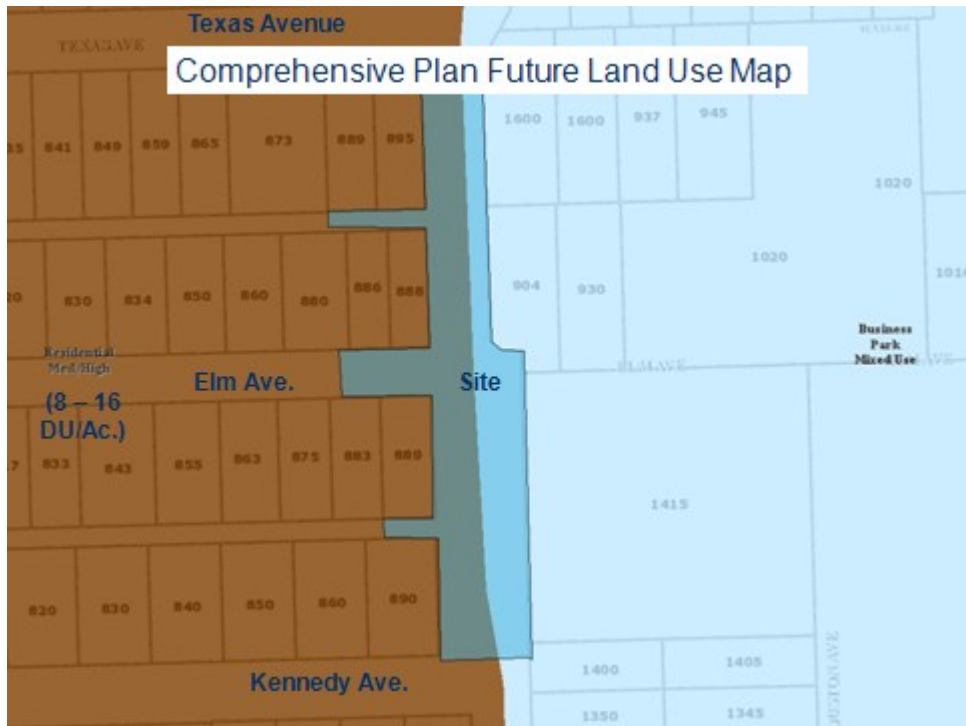 Texas Avenue
TEXAS AVE
Comprehensive Plan Future Land Use Map
841 849 859 865 873 889 895
1600 1600 937 945
1020
904 930 1020
830 834 850 860 880 886 888
Business
Park
Mixed Use
Residential
Med/High
ELM AVE
Elm Ave.
Site
(8 – 16
DU/Ac.)
833 843 855 863 875 883 889
1415
820 830 840 850 860 890
1400 1405
Kennedy Ave.
1350 1345